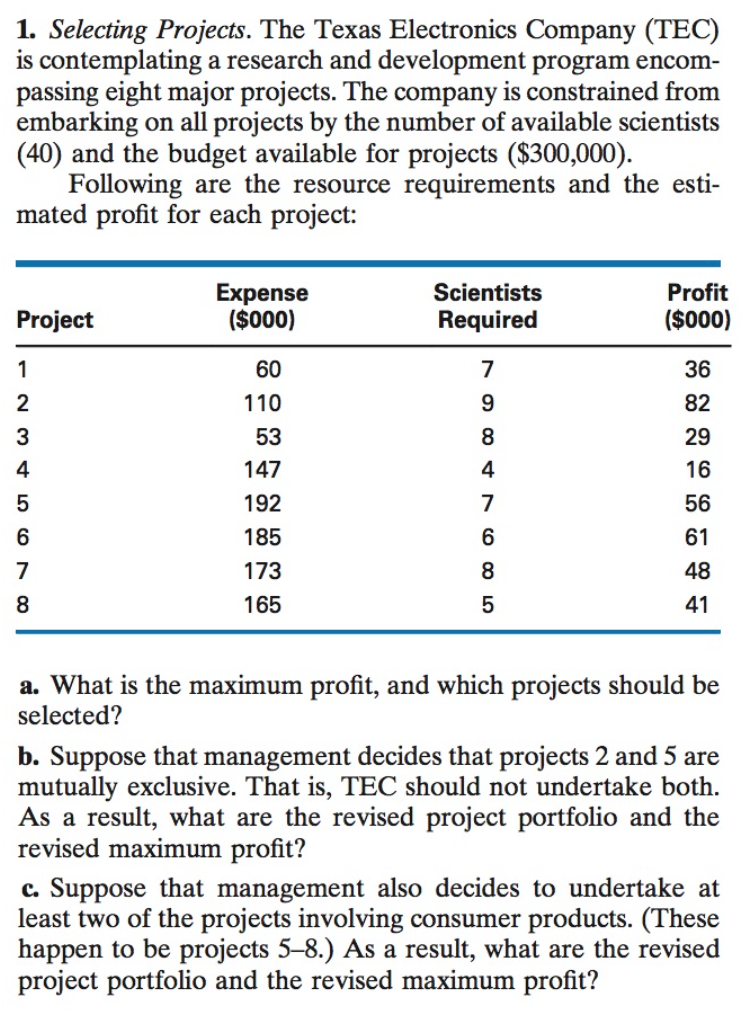 1. Selecting Projects. The Texas Electronics Company (TEC)
is contemplating a research and development program encom-
passing eight major projects. The company is constrained from
embarking on all projects by the number of available scientists
(40) and the budget available for projects ($300,000).
Following are the resource requirements and the esti-
mated profit for each project:
Project Expense ($000) Scientists Required Profit ($000)
1 60 7 36
2 110 9 82
3 53 8 29
4 147 4 16
5 192 7 56
6 185 6 61
7 173 8 48
8 165 5 41
a. What is the maximum profit, and which projects should be
selected?
b. Suppose that management decides that projects 2 and 5 are
mutually exclusive. That is, TEC should not undertake both.
As a result, what are the revised project portfolio and the
revised maximum profit?
c. Suppose that management also decides to undertake at
least two of the projects involving consumer products. (These
happen to be projects 5–8.) As a result, what are the revised
project portfolio and the revised maximum profit?